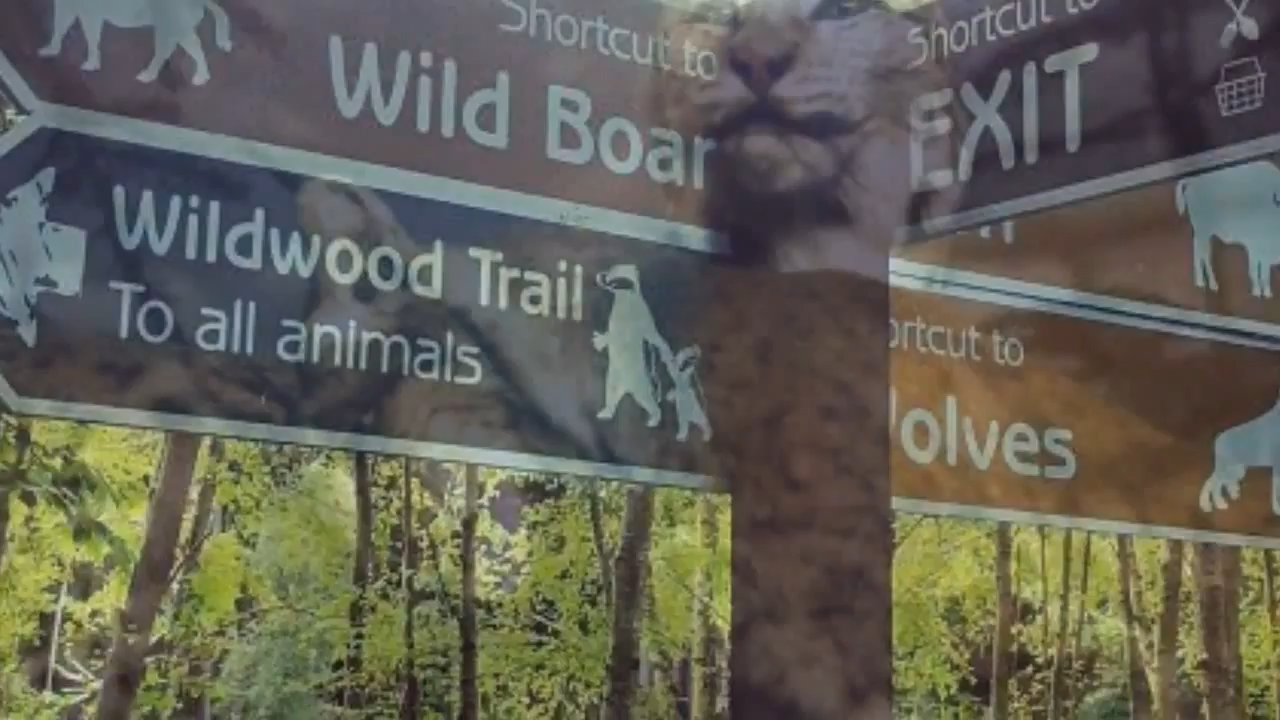 Shortcut to
Wild Boar
Wildwood Trail
To all animals
Shortcut to
EXIT
ortcut to
olves